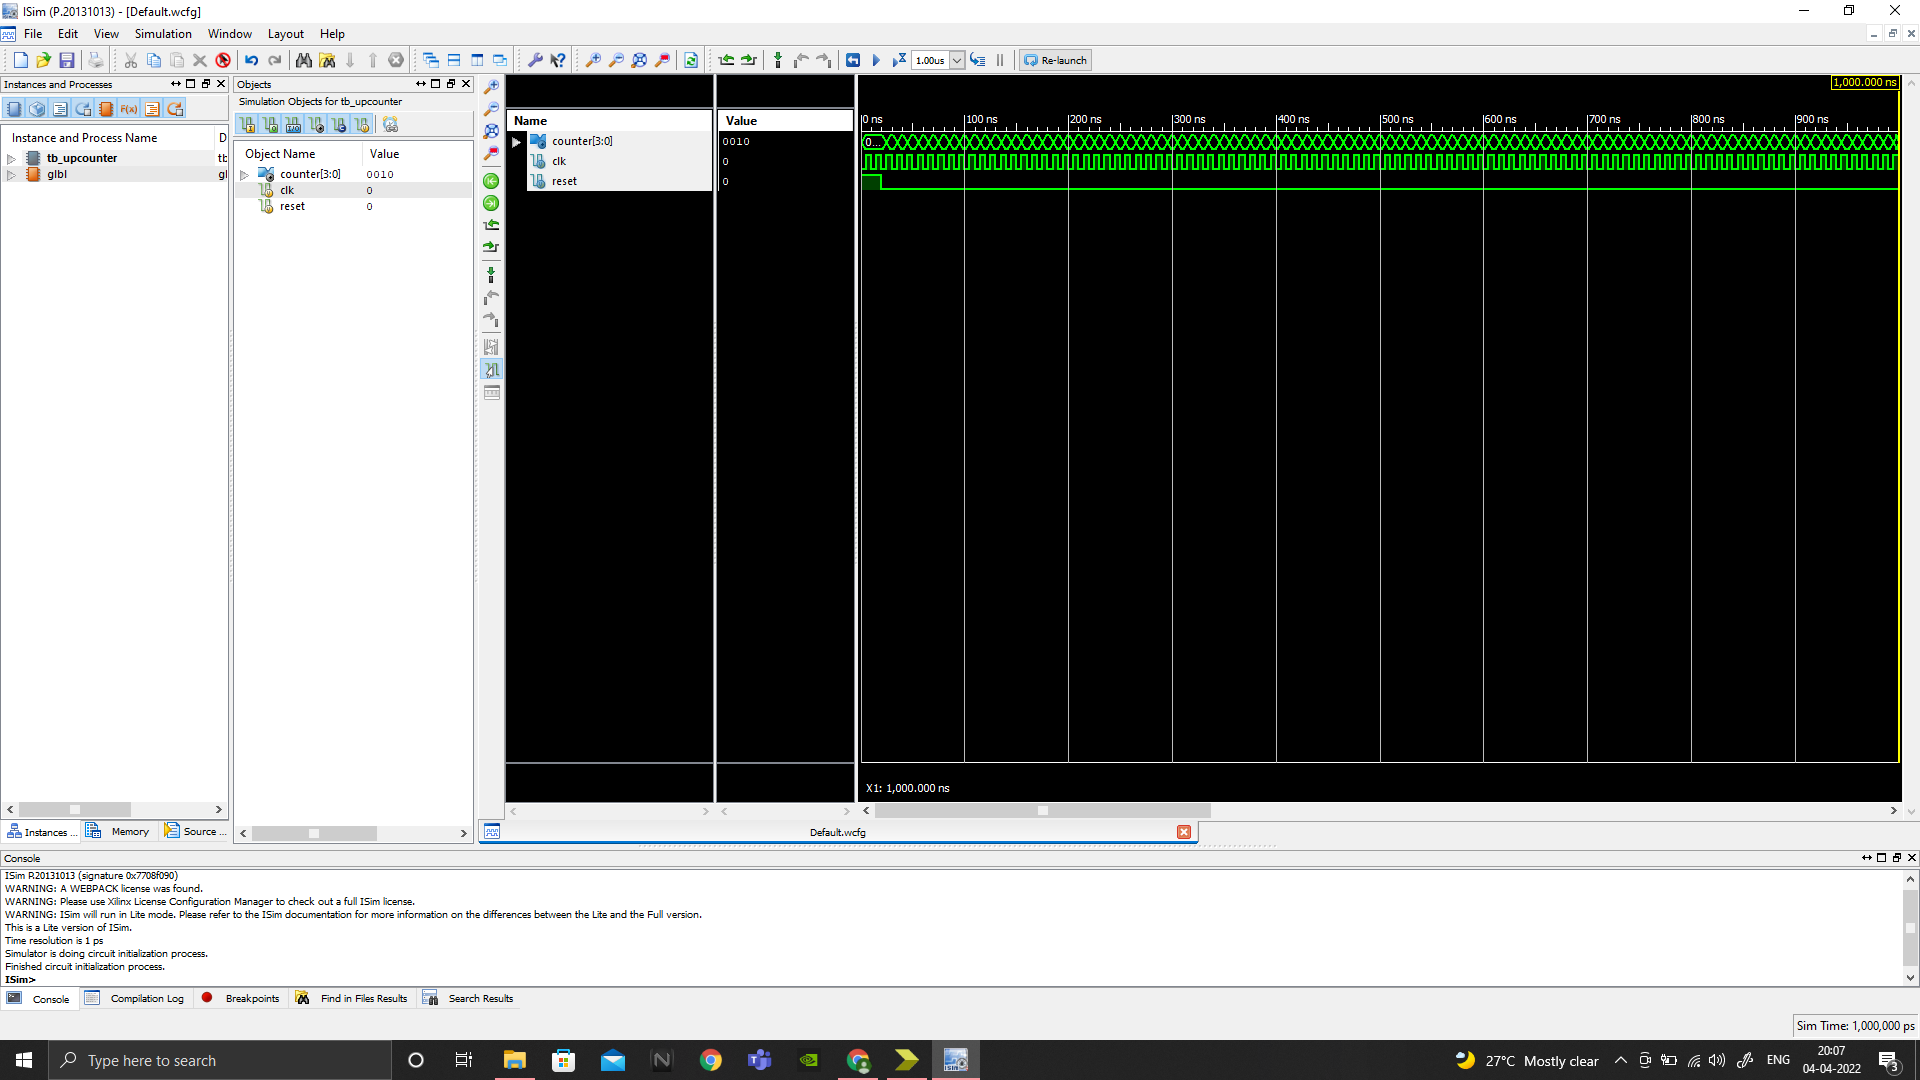 ISim (P.20131013) - [Default.wcfg]
File Edit View Simulation Window Layout Help
1.00us Re-launch
Instances and Processes
F(x)
Instance and Process Name D
tb_upcounter tb
glbl gl
Instances ... Memory Source ...
Objects
Simulation Objects for tb_upcounter
Object Name Value
counter[3:0] 0010
clk 0
reset 0
Name Value
counter[3:0] 0010
clk 0
reset 0
1,000.000 ns
0 ns 100 ns 200 ns 300 ns 400 ns 500 ns 600 ns 700 ns 800 ns 900 ns
0...
X1: 1,000.000 ns
Default.wcfg
Console
ISim P.20131013 (signature 0x7708f090)
WARNING: A WEBPACK license was found.
WARNING: Please use Xilinx License Configuration Manager to check out a full ISim license.
WARNING: ISim will run in Lite mode. Please refer to the ISim documentation for more information on the differences between the Lite and the Full version.
This is a Lite version of ISim.
Time resolution is 1 ps
Simulator is doing circuit initialization process.
Finished circuit initialization process.
ISim>
Console Compilation Log Breakpoints Find in Files Results Search Results
Sim Time: 1,000,000 ps
Type here to search
27°C Mostly clear ENG
20:07
04-04-2022
3